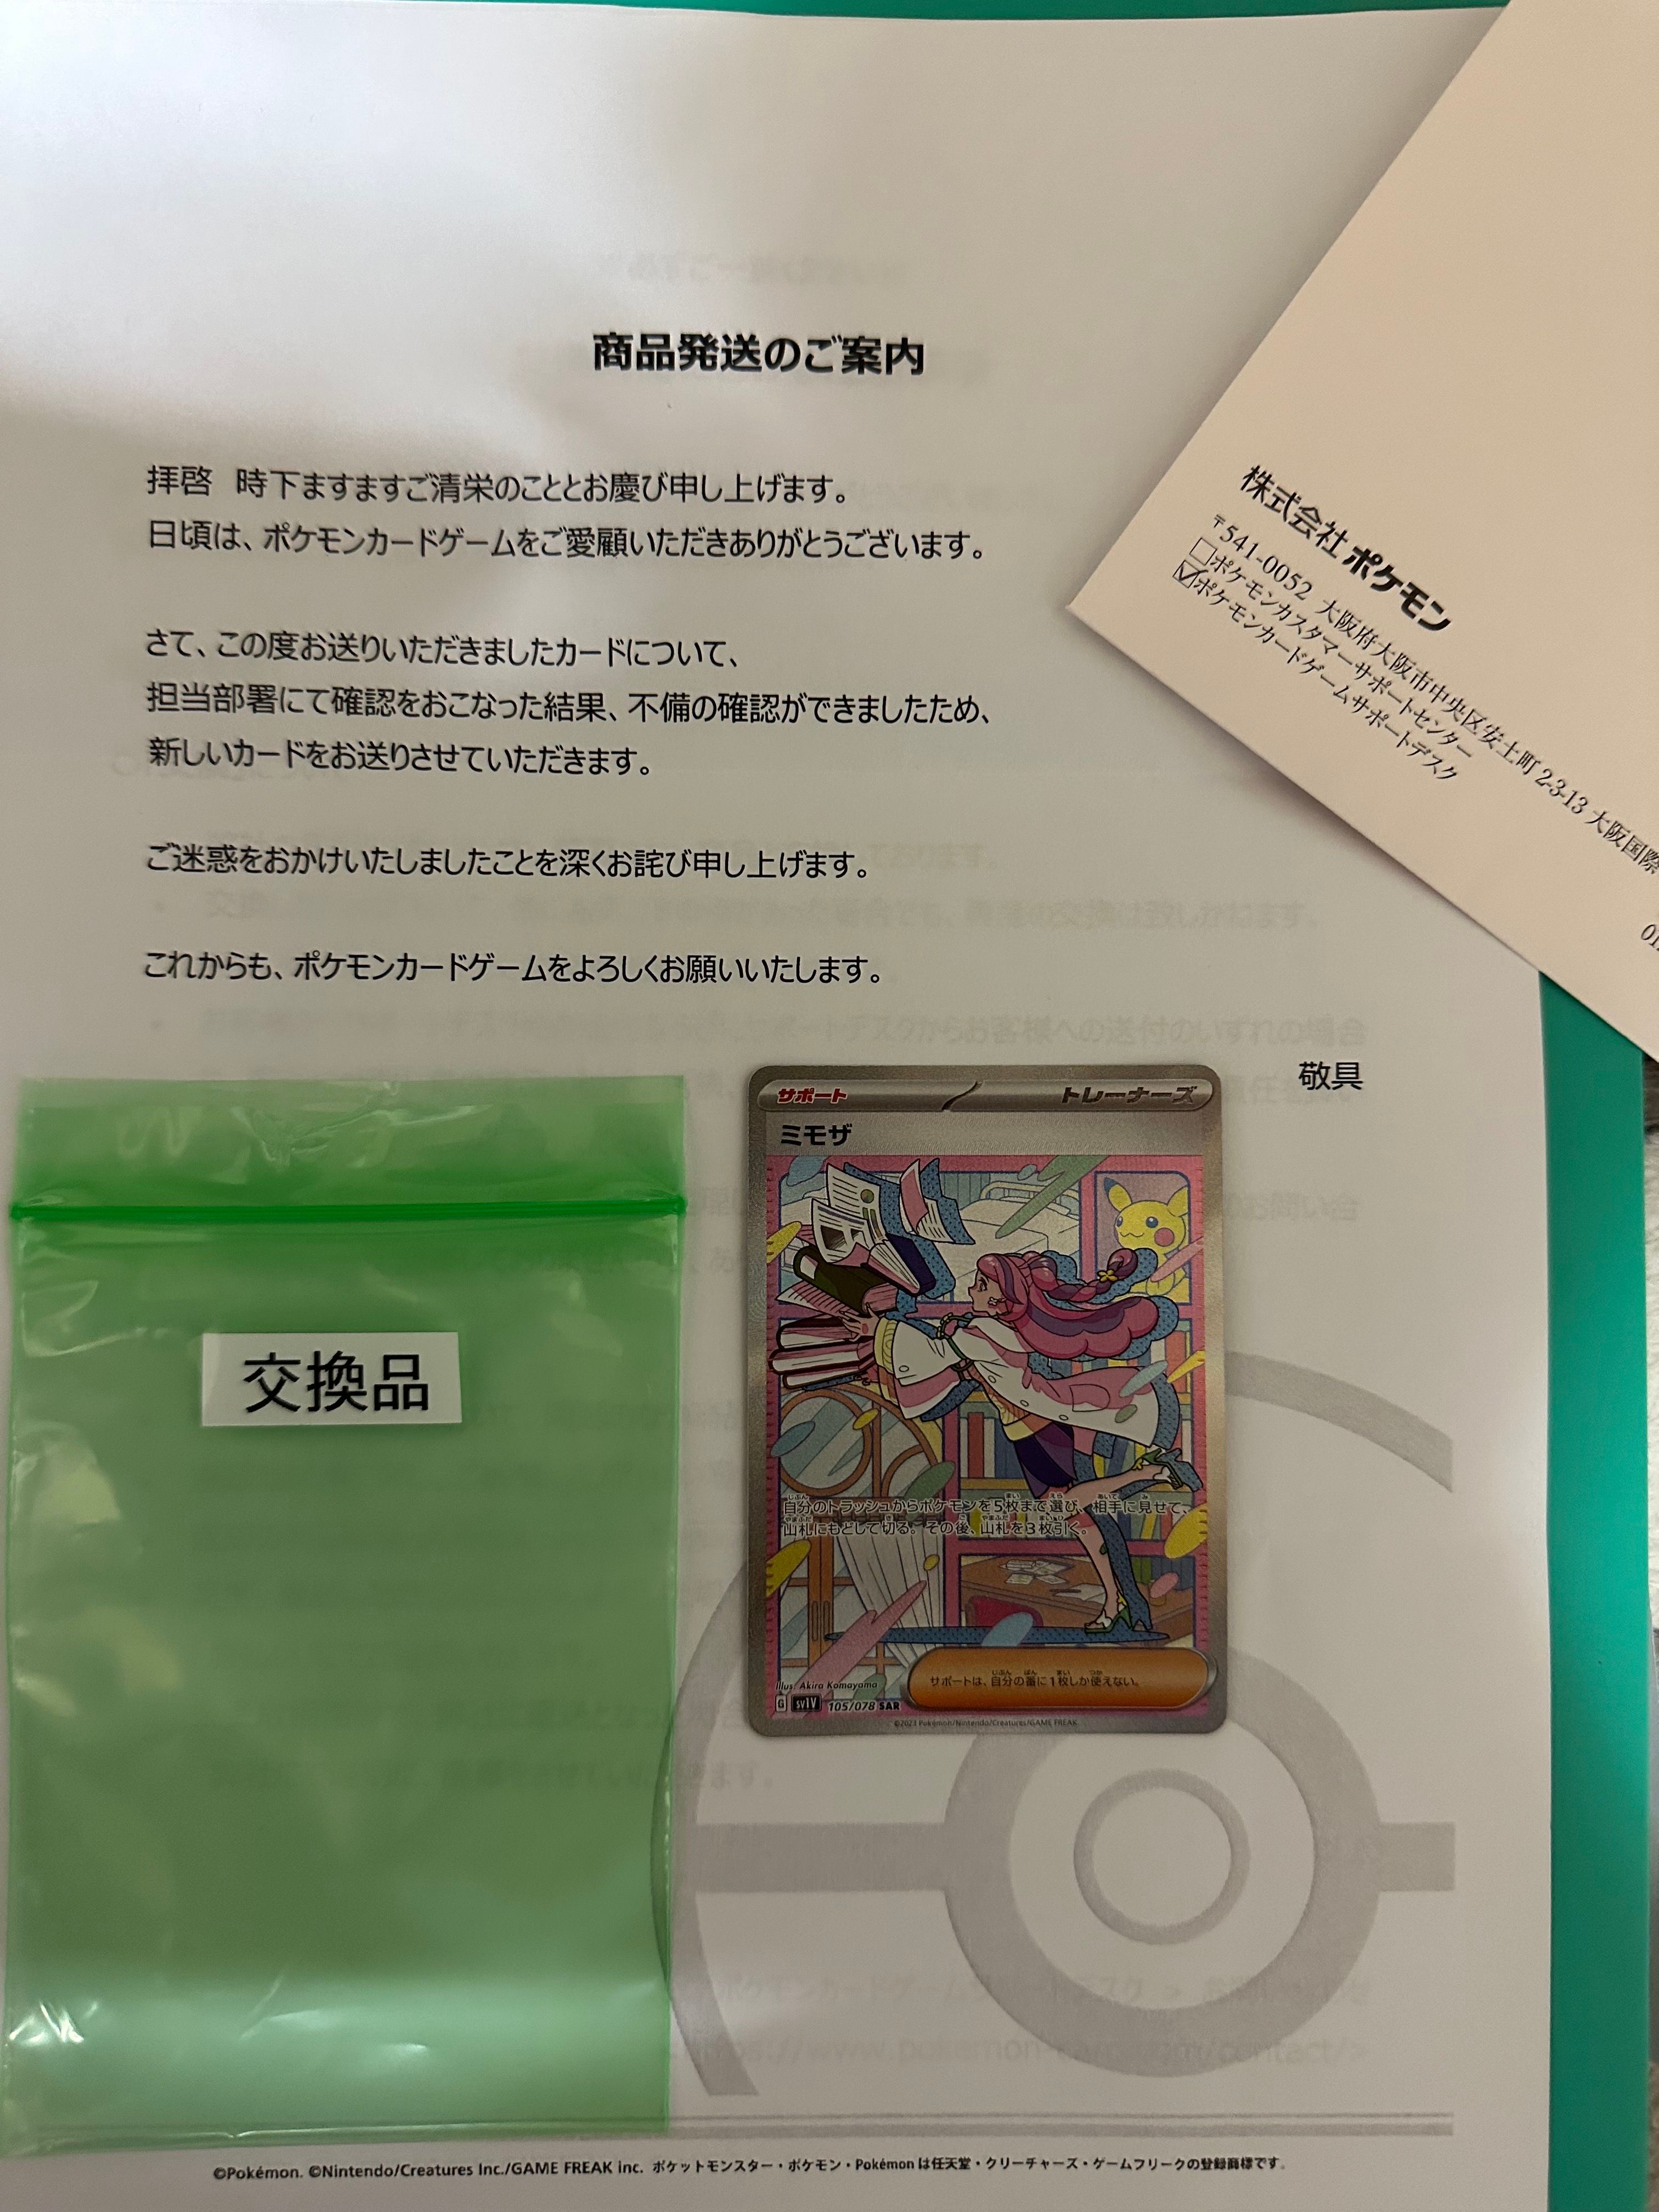 商品発送のご案内
拝啓 時下ますますご清栄のこととお慶び申し上げます。
日頃は、ポケモンカードゲームをご愛顧いただきありがとうございます。
さて、この度お送りいただきましたカードについて、
担当部署にて確認をおこなった結果、不備の確認ができましたため、
新しいカードをお送りさせていただきます。
ご迷惑をおかけいたしましたことを深くお詫び申し上げます。
これからも、ポケモンカードゲームをよろしくお願いいたします。
敬具
株式会社ポケモン
〒541-0052 大阪府大阪市中央区安土町 2-3-13 大阪国際
ポケモンカスタマーサポートセンター
ポケモンカードゲームサポートデスク
交換品
サポート トレーナーズ
ミモザ
自分のトラッシュからポケモンを5枚まで選び、相手に見せて、
山札にもどして切る。その後、山札を3枚引く。
サポートは、自分の番に1枚しか使えない。
Illus. Akira Komayama
G SV1V 105/078 SAR
©2023 Pokémon/Nintendo/Creatures/GAME FREAK
©Pokémon. ©Nintendo/Creatures Inc./GAME FREAK inc. ポケットモンスター・ポケモン・Pokémon は任天堂・クリーチャーズ・ゲームフリークの登録商標です。